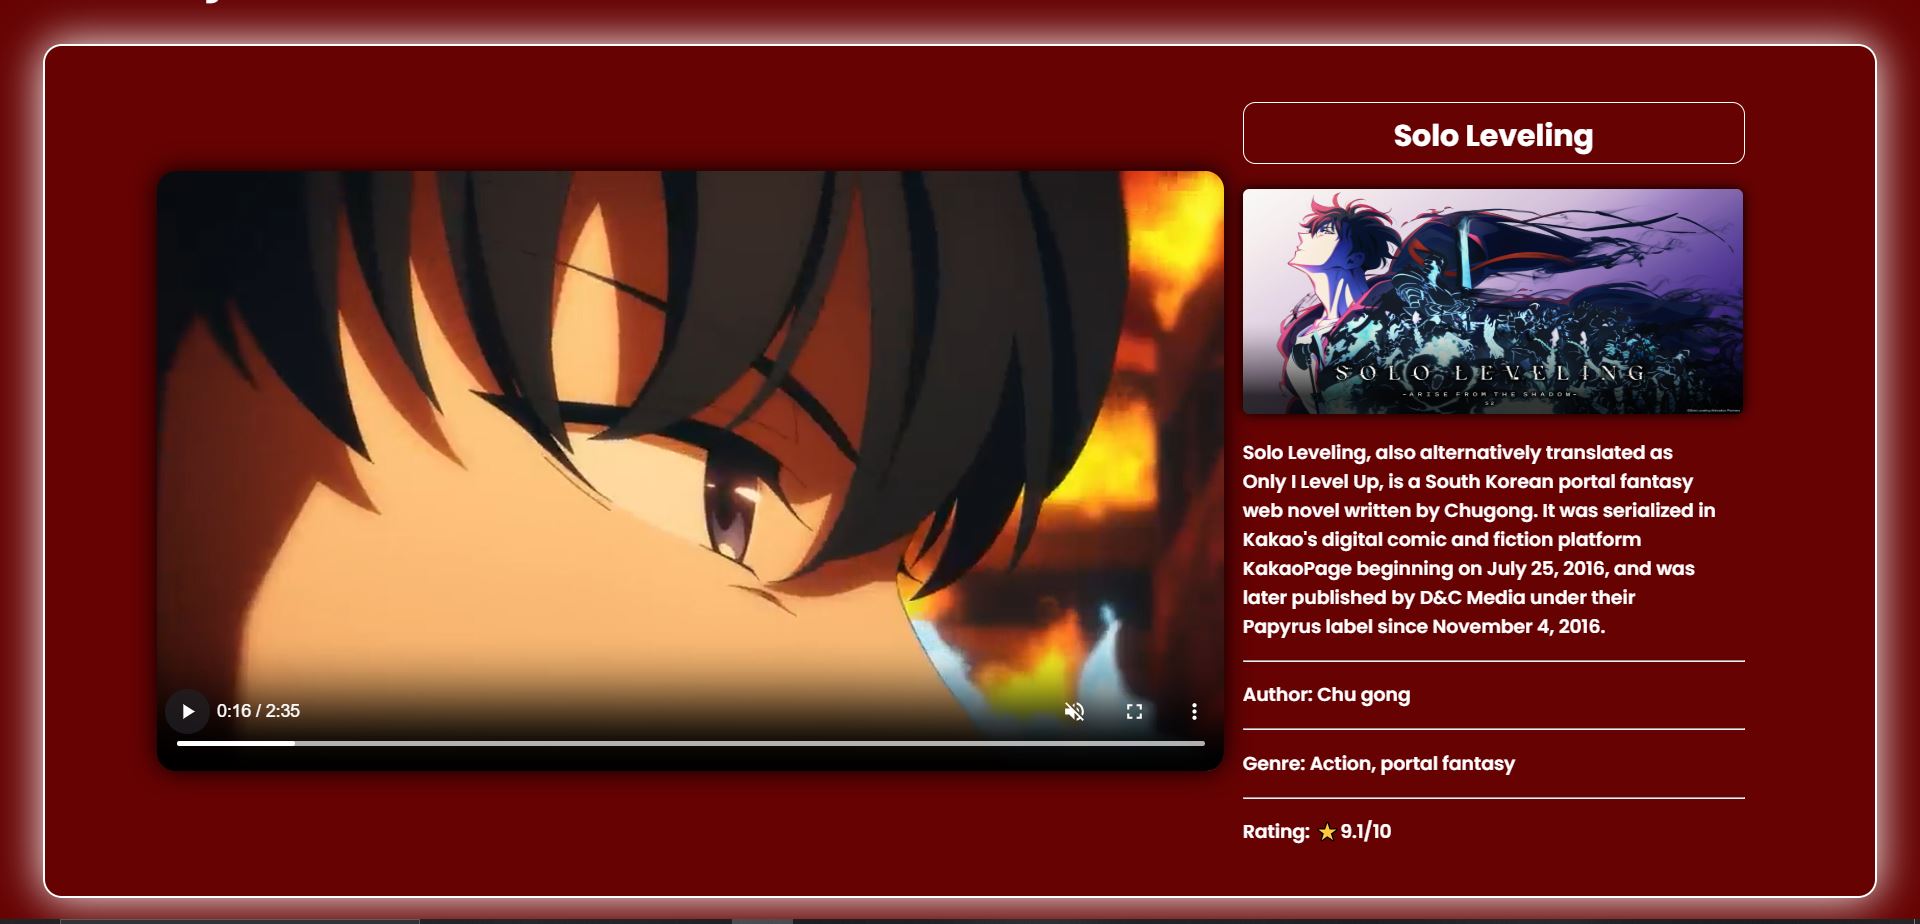 Solo Leveling
SOLO LEVELING
-ARISE FROM THE SHADOW-
S2
Solo Leveling, also alternatively translated as
Only I Level Up, is a South Korean portal fantasy
web novel written by Chugong. It was serialized in
Kakao's digital comic and fiction platform
KakaoPage beginning on July 25, 2016, and was
later published by D&C Media under their
Papyrus label since November 4, 2016.
Author: Chu gong
Genre: Action, portal fantasy
Rating: ⭐ 9.1/10
0:16 / 2:35